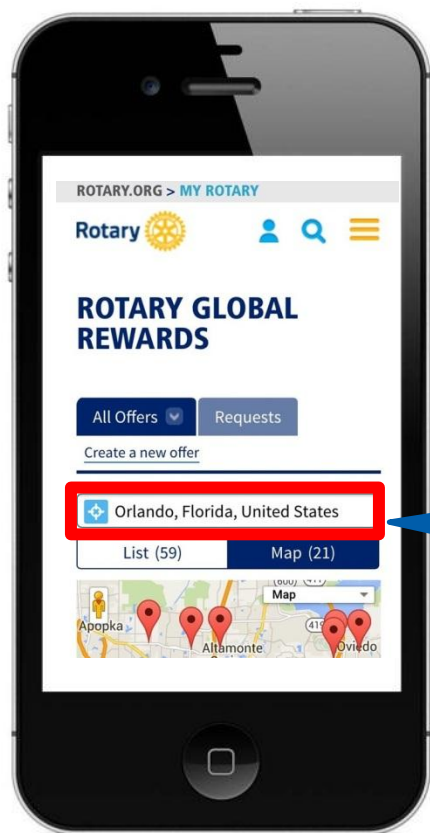 ROTARY.ORG > MY ROTARY
Rotary
ROTARY GLOBAL
REWARDS
All Offers Requests
Create a new offer
Orlando, Florida, United States
List (59) Map (21)
Map
Apopka
Altamonte
Oviedo